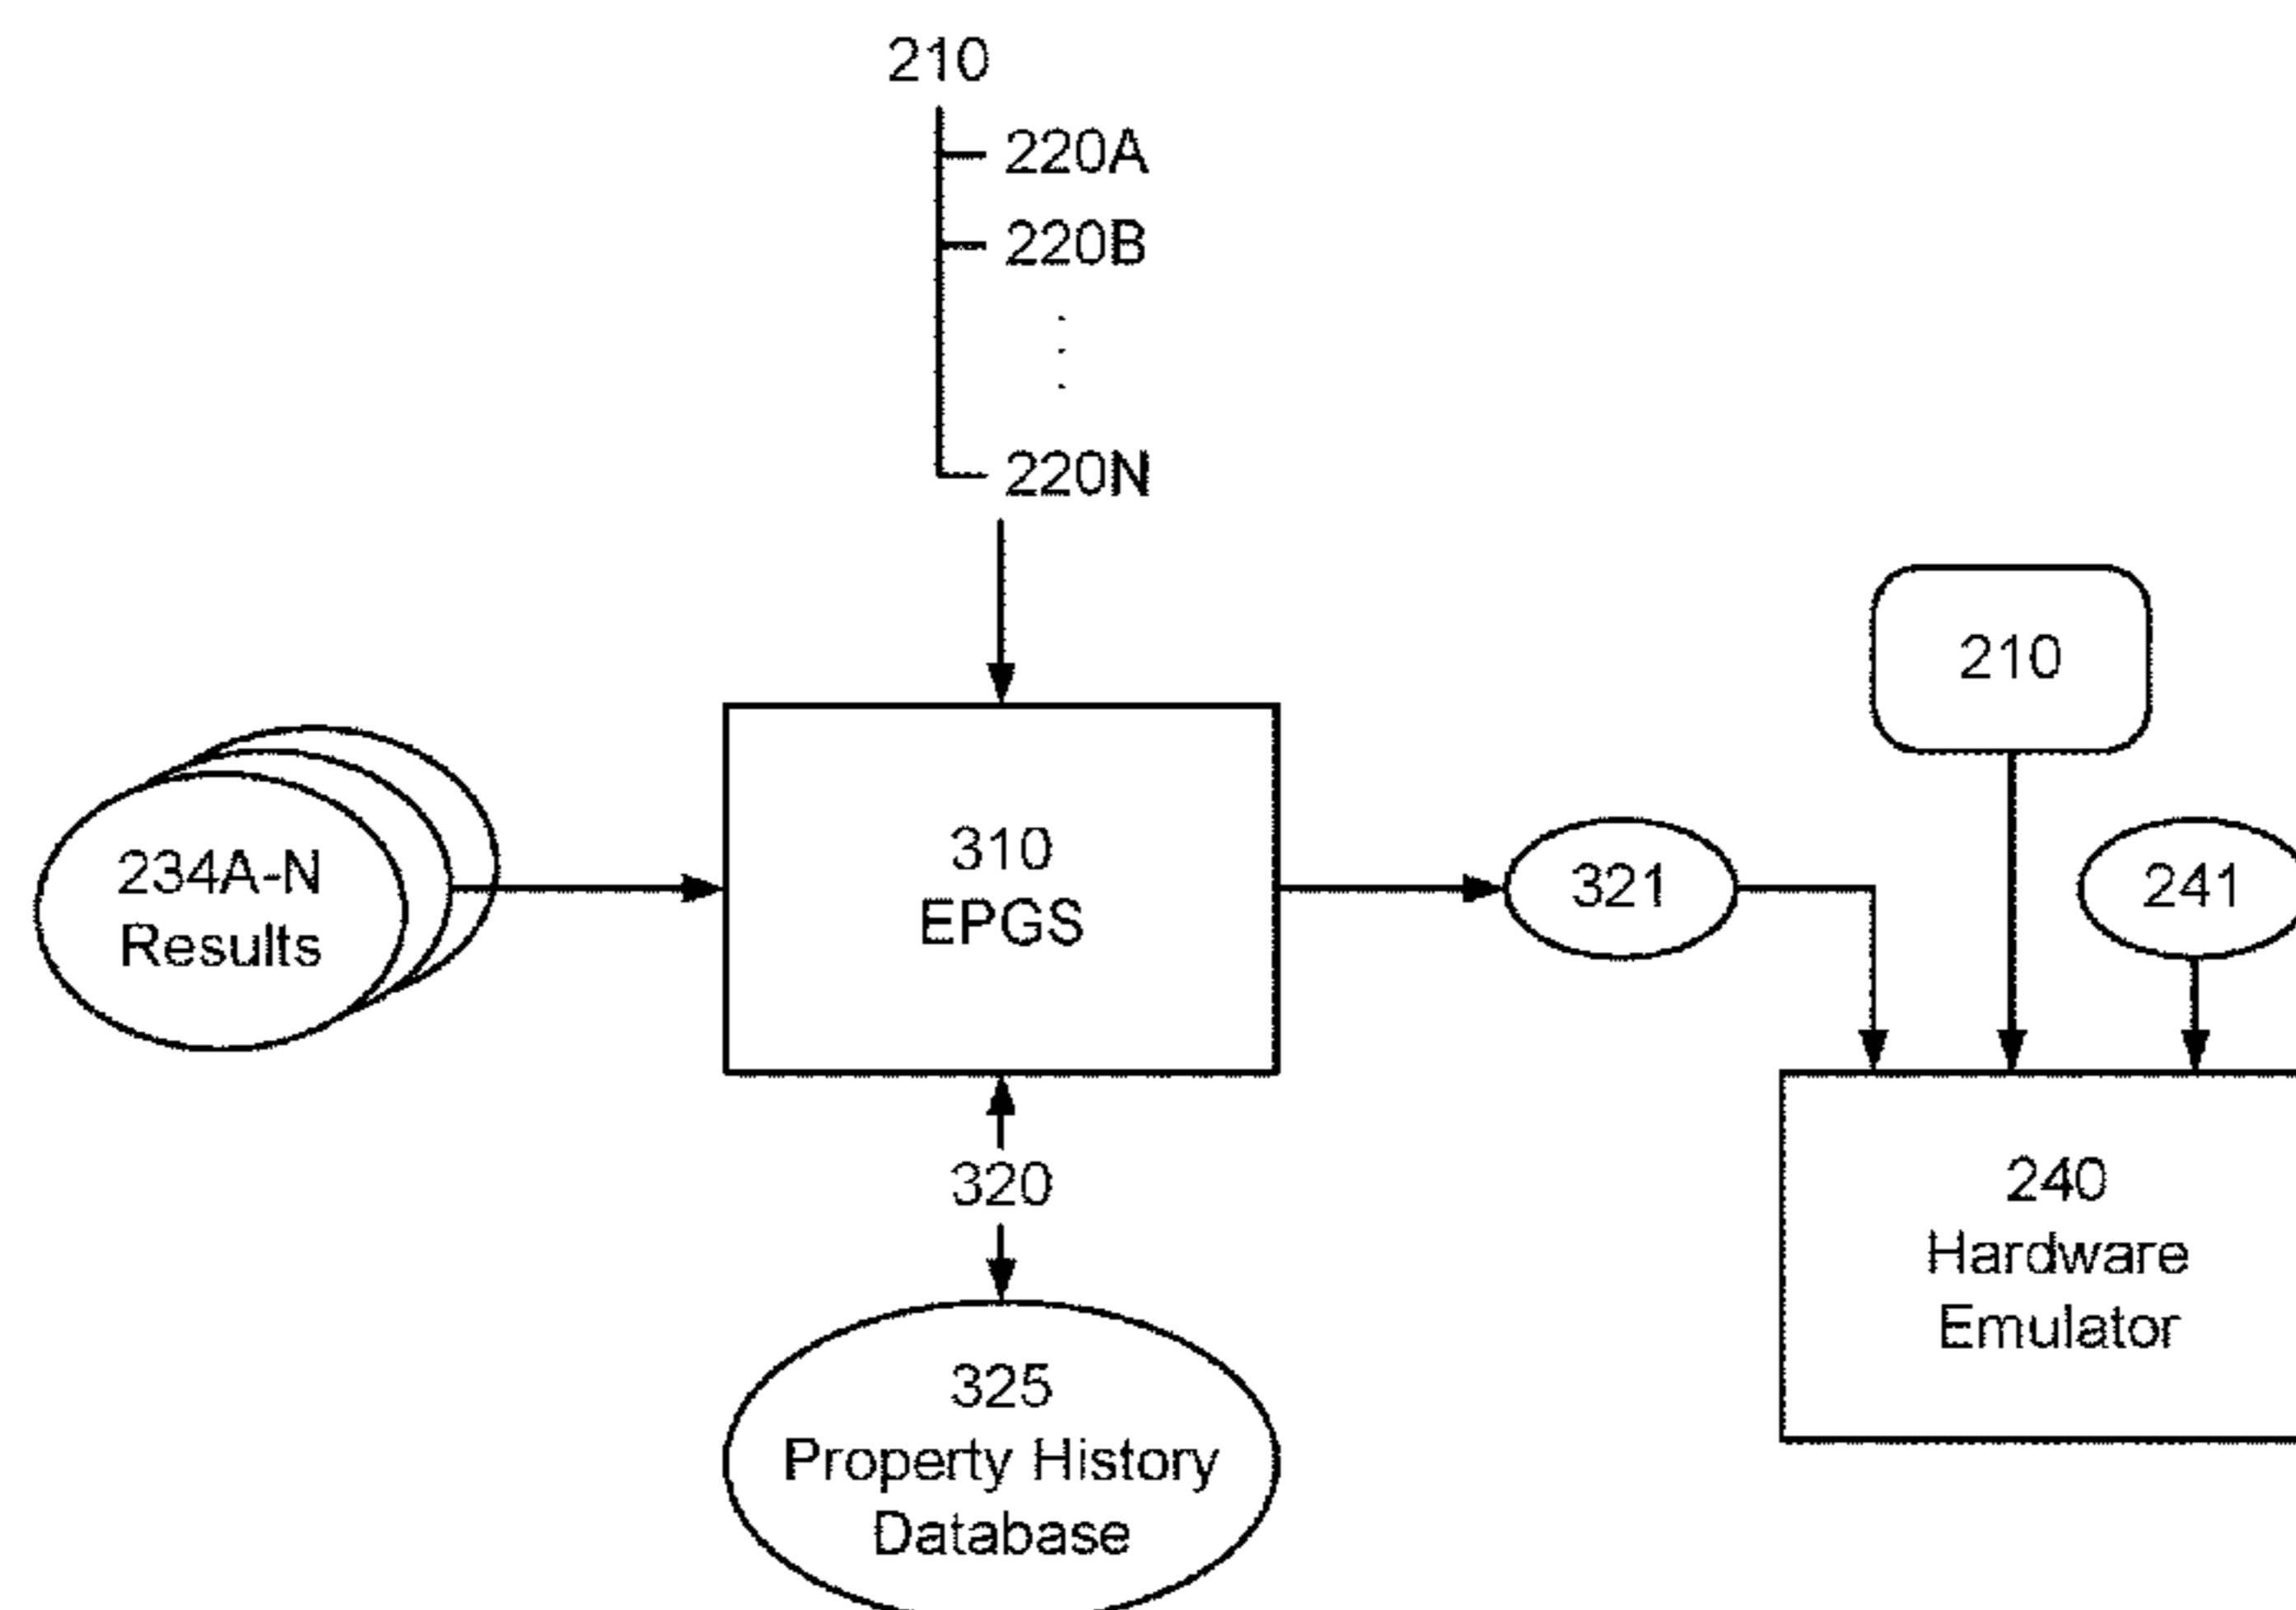 210
220A
220B
220N
210
234A-N
Results
310
EPGS
321
241
320
240
Hardware
Emulator
325
Property History
Database